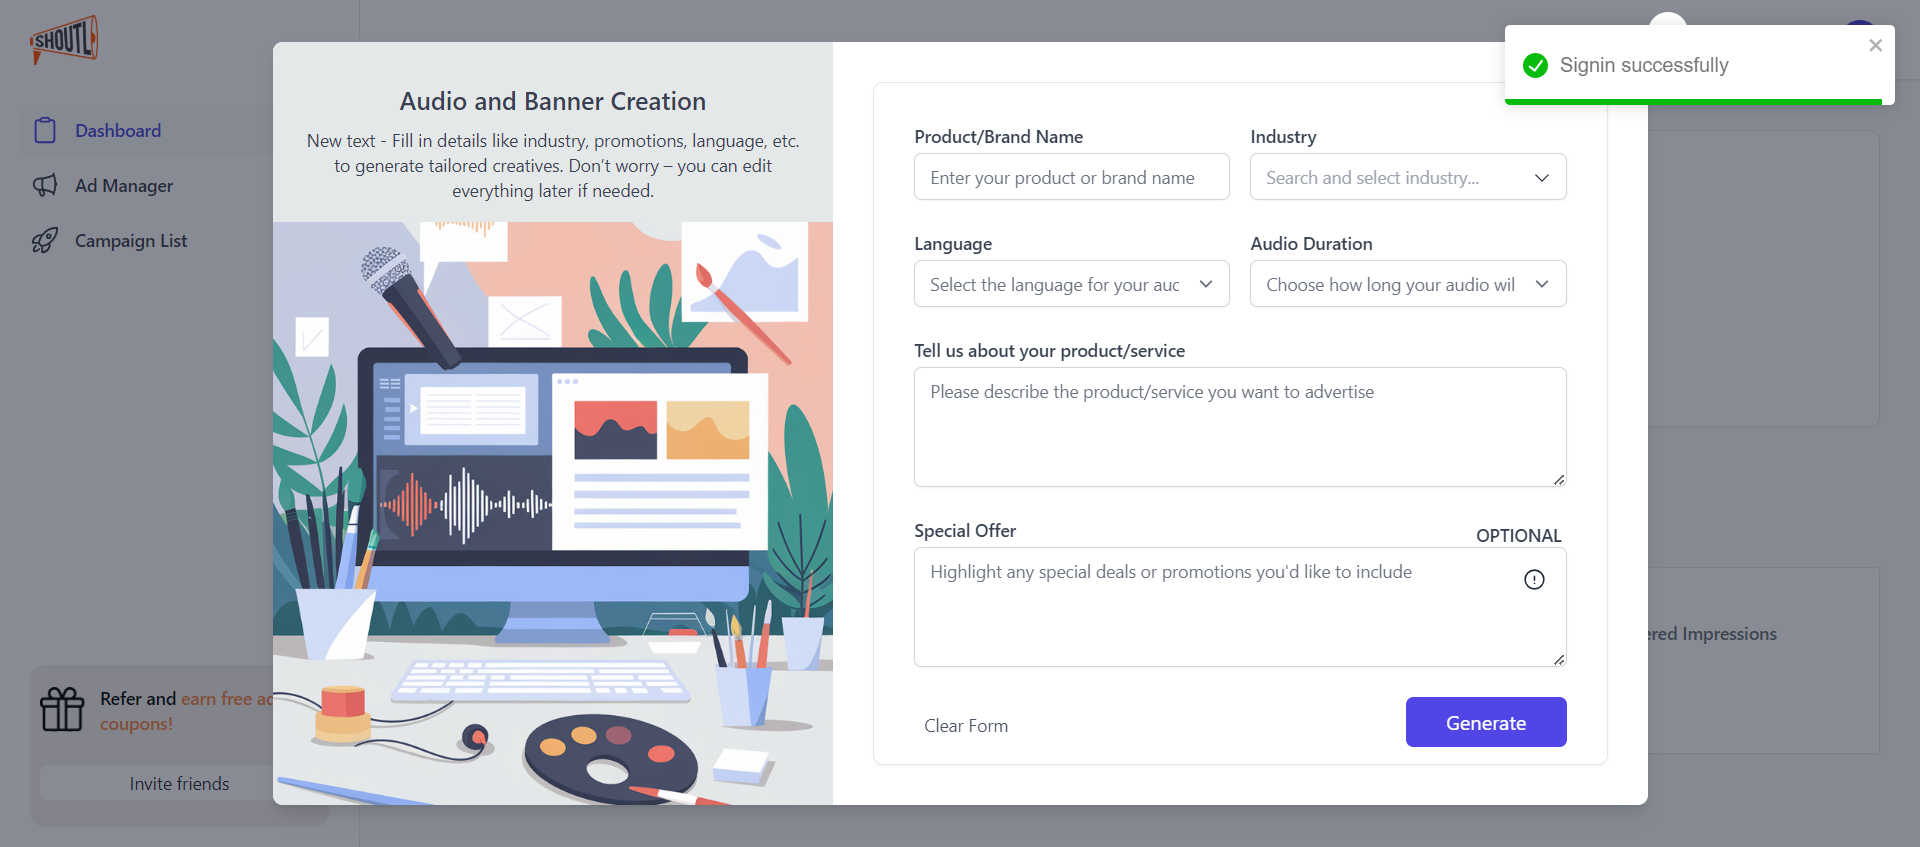 SHOUTL
Dashboard
Ad Manager
Campaign List
Refer and earn free ad
coupons!
Invite friends
Audio and Banner Creation
New text - Fill in details like industry, promotions, language, etc.
to generate tailored creatives. Don’t worry – you can edit
everything later if needed.
Signin successfully
Product/Brand Name
Industry
Enter your product or brand name
Search and select industry...
Language
Audio Duration
Select the language for your
Choose how long your audio
Tell us about your product/service
Please describe the product/service you want to advertise
Special Offer
OPTIONAL
Highlight any special deals or promotions you'd like to include
Clear Form
Generate
Impressions